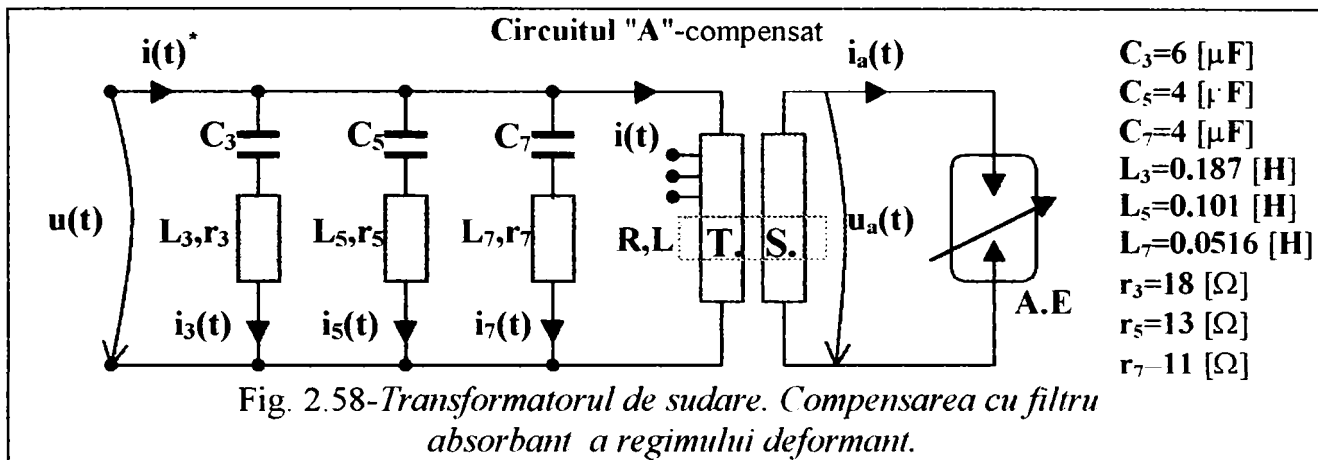 Circuitul "A"-compensat
i(t)*
i_a(t)
C₃
C₅
C₇
i(t)
u(t)
L₃,r₃
L₅,r₅
L₇,r₇
R,L
T.
S.
u_a(t)
A.E
i₃(t)
i₅(t)
i₇(t)
C₃=6 [µF]
C₅=4 [µF]
C₇=4 [µF]
L₃=0.187 [H]
L₅=0.101 [H]
L₇=0.0516 [H]
r₃=18 [Ω]
r₅=13 [Ω]
r₇–11 [Ω]
Fig. 2.58-Transformatorul de sudare. Compensarea cu filtru
absorbant a regimului deformant.